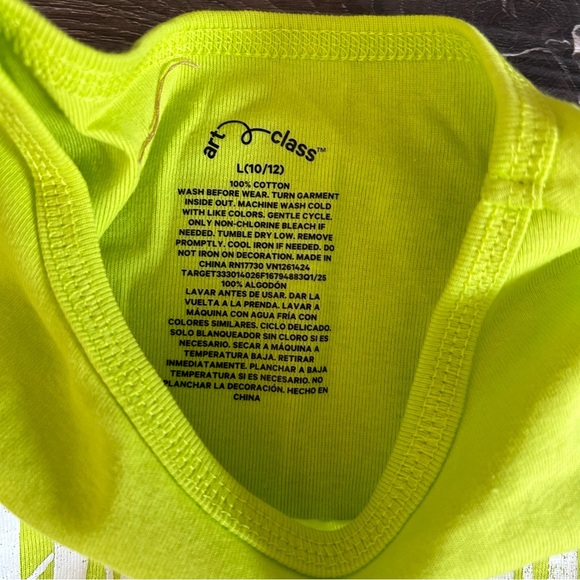 art class™
L(10/12)
100% COTTON
WASH BEFORE WEAR. TURN GARMENT
INSIDE OUT. MACHINE WASH COLD
WITH LIKE COLORS. GENTLE CYCLE.
ONLY NON-CHLORINE BLEACH IF
NEEDED. TUMBLE DRY LOW. REMOVE
PROMPTLY. COOL IRON IF NEEDED. DO
NOT IRON ON DECORATION. MADE IN
CHINA RN17730 VN1261424
TARGET333014026F16794883Q1/25
100% ALGODÓN
LAVAR ANTES DE USAR. DAR LA
VUELTA A LA PRENDA. LAVAR A
MÁQUINA CON AGUA FRÍA CON
COLORES SIMILARES. CICLO DELICADO.
SOLO BLANQUEADOR SIN CLORO SI ES
NECESARIO. SECAR A MÁQUINA A
TEMPERATURA BAJA. RETIRAR
INMEDIATAMENTE. PLANCHAR A BAJA
TEMPERATURA SI ES NECESARIO. NO
PLANCHAR LA DECORACIÓN. HECHO EN
CHINA